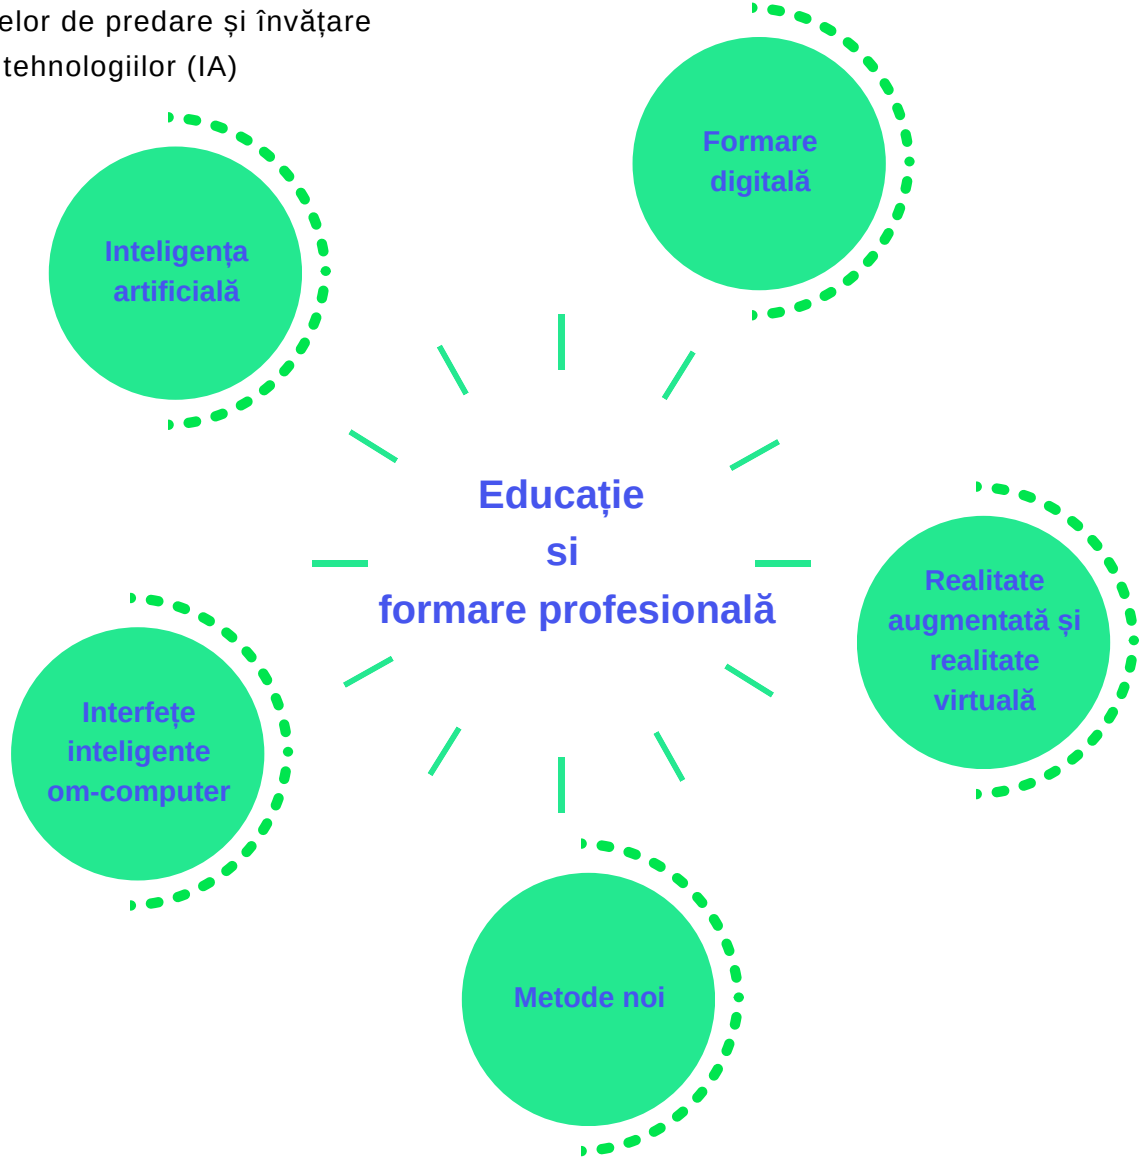 elor de predare și învățare
tehnologiilor (IA)
Formare
digitală
Inteligența
artificială
Educație
si
formare profesională
Realitate
augmentată și
realitate
virtuală
Interfețe
inteligente
om-computer
Metode noi